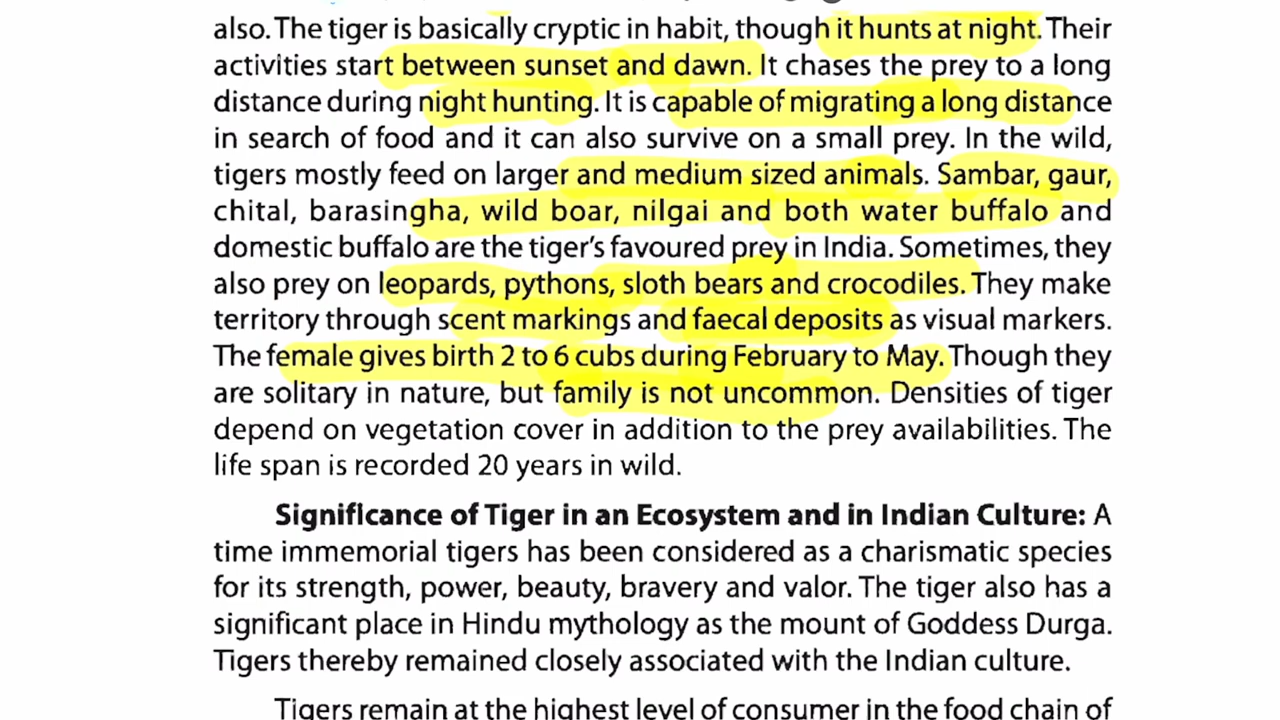 also. The tiger is basically cryptic in habit, though it hunts at night. Their
activities start between sunset and dawn. It chases the prey to a long
distance during night hunting. It is capable of migrating a long distance
in search of food and it can also survive on a small prey. In the wild,
tigers mostly feed on larger and medium sized animals. Sambar, gaur,
chital, barasingha, wild boar, nilgai and both water buffalo and
domestic buffalo are the tiger's favoured prey in India. Sometimes, they
also prey on leopards, pythons, sloth bears and crocodiles. They make
territory through scent markings and faecal deposits as visual markers.
The female gives birth 2 to 6 cubs during February to May. Though they
are solitary in nature, but family is not uncommon. Densities of tiger
depend on vegetation cover in addition to the prey availabilities. The
life span is recorded 20 years in wild.
Significance of Tiger in an Ecosystem and in Indian Culture: A
time immemorial tigers has been considered as a charismatic species
for its strength, power, beauty, bravery and valor. The tiger also has a
significant place in Hindu mythology as the mount of Goddess Durga.
Tigers thereby remained closely associated with the Indian culture.
Tigers remain at the highest level of consumer in the food chain of